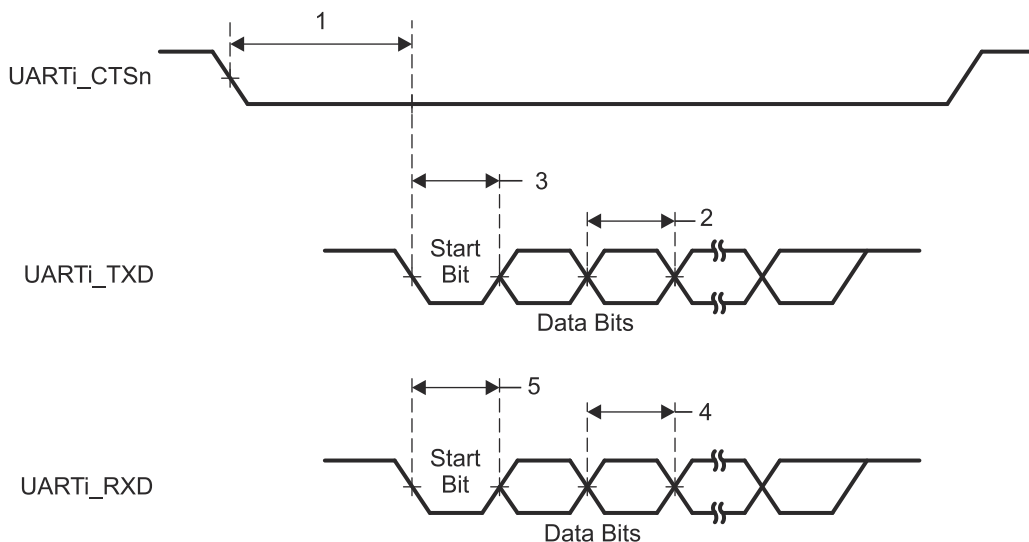 1
UARTi_CTSn
3
2
UARTi_TXD
Start
Bit
Data Bits
5
4
UARTi_RXD
Start
Bit
Data Bits